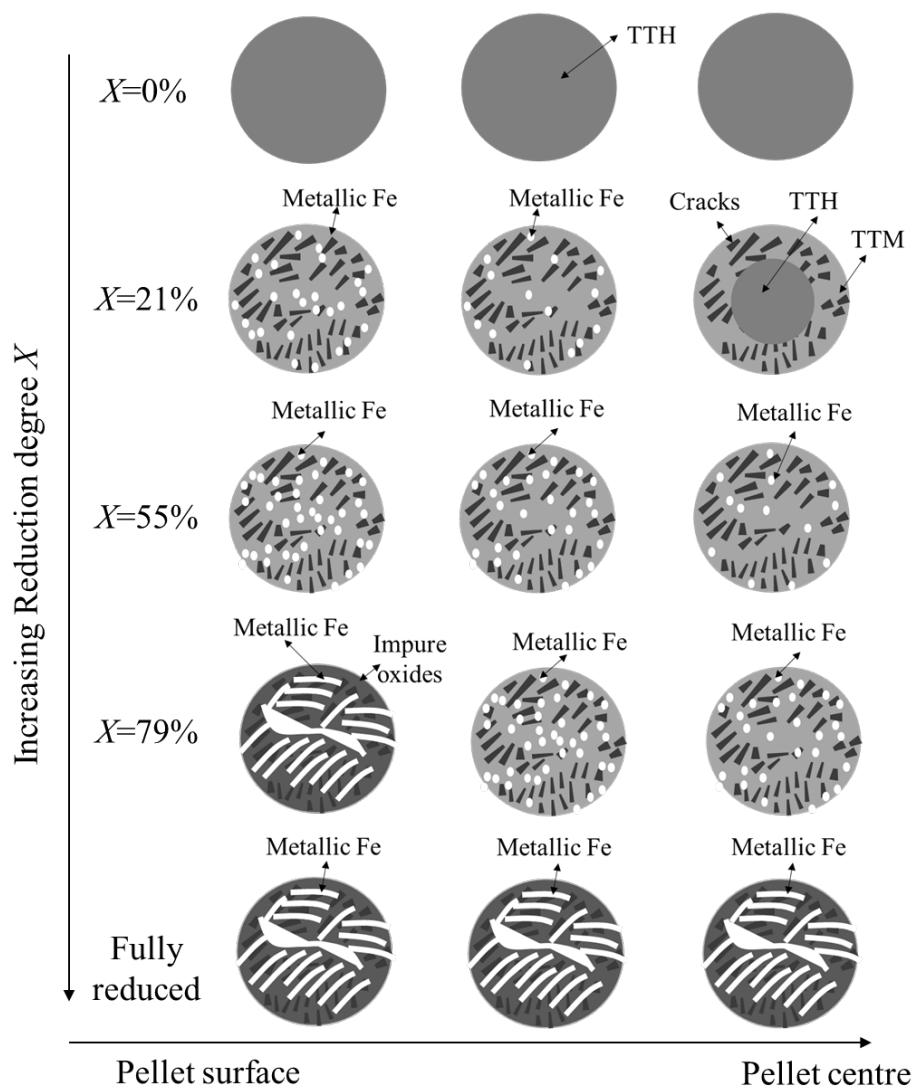 TTH
X=0%
Metallic Fe
Metallic Fe
Cracks
TTH
TTM
X=21%
Metallic Fe
Metallic Fe
Metallic Fe
X=55%
Metallic Fe
Impure
oxides
Metallic Fe
Metallic Fe
X=79%
Metallic Fe
Metallic Fe
Metallic Fe
Fully
reduced
Increasing Reduction degree X
Pellet surface
Pellet centre